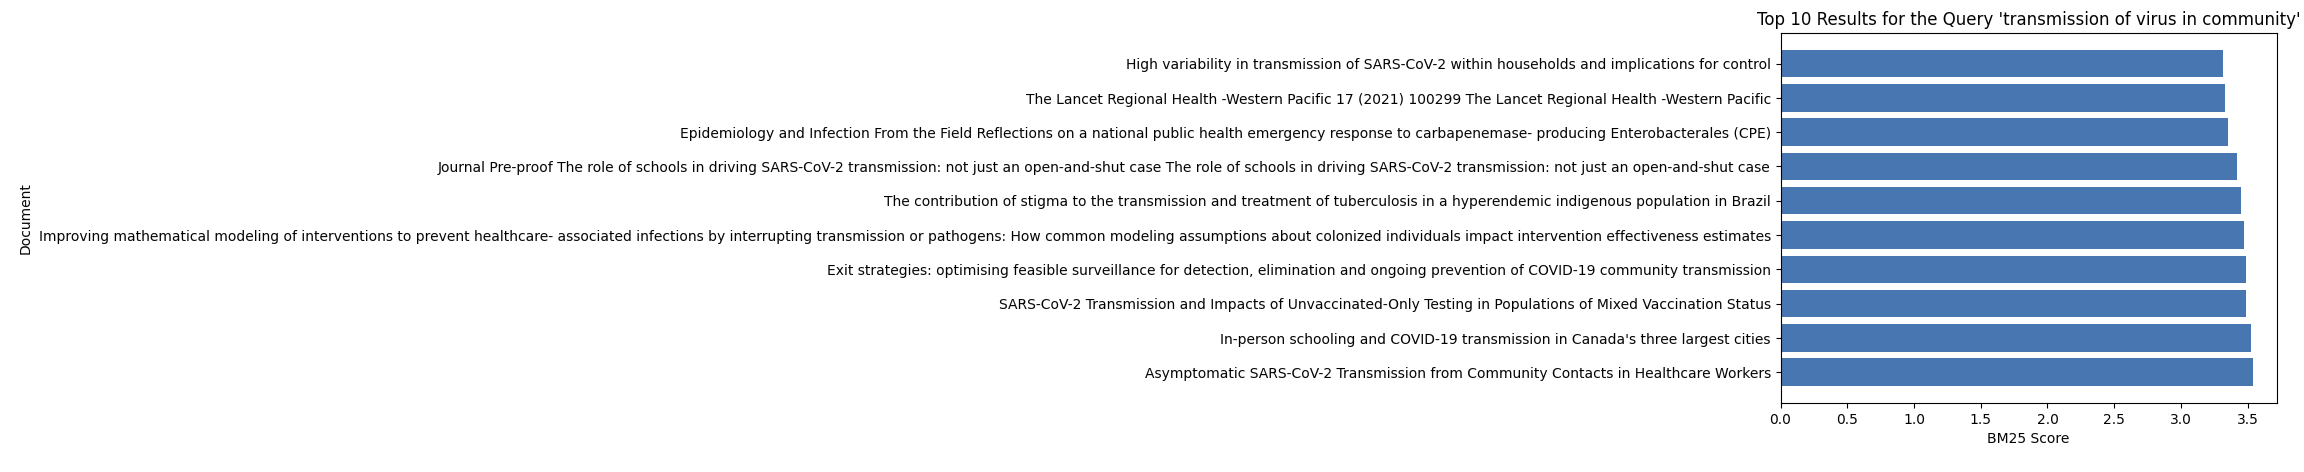 Top 10 Results for the Query 'transmission of virus in community'
High variability in transmission of SARS-CoV-2 within households and implications for control
The Lancet Regional Health -Western Pacific 17 (2021) 100299 The Lancet Regional Health -Western Pacific
Epidemiology and Infection From the Field Reflections on a national public health emergency response to carbapenemase- producing Enterobacterales (CPE)
Journal Pre-proof The role of schools in driving SARS-CoV-2 transmission: not just an open-and-shut case The role of schools in driving SARS-CoV-2 transmission: not just an open-and-shut case
The contribution of stigma to the transmission and treatment of tuberculosis in a hyperendemic indigenous population in Brazil
Document
Improving mathematical modeling of interventions to prevent healthcare- associated infections by interrupting transmission or pathogens: How common modeling assumptions about colonized individuals impact intervention effectiveness estimates
Exit strategies: optimising feasible surveillance for detection, elimination and ongoing prevention of COVID-19 community transmission
SARS-CoV-2 Transmission and Impacts of Unvaccinated-Only Testing in Populations of Mixed Vaccination Status
In-person schooling and COVID-19 transmission in Canada's three largest cities
Asymptomatic SARS-CoV-2 Transmission from Community Contacts in Healthcare Workers
0.0 0.5 1.0 1.5 2.0 2.5 3.0 3.5
BM25 Score